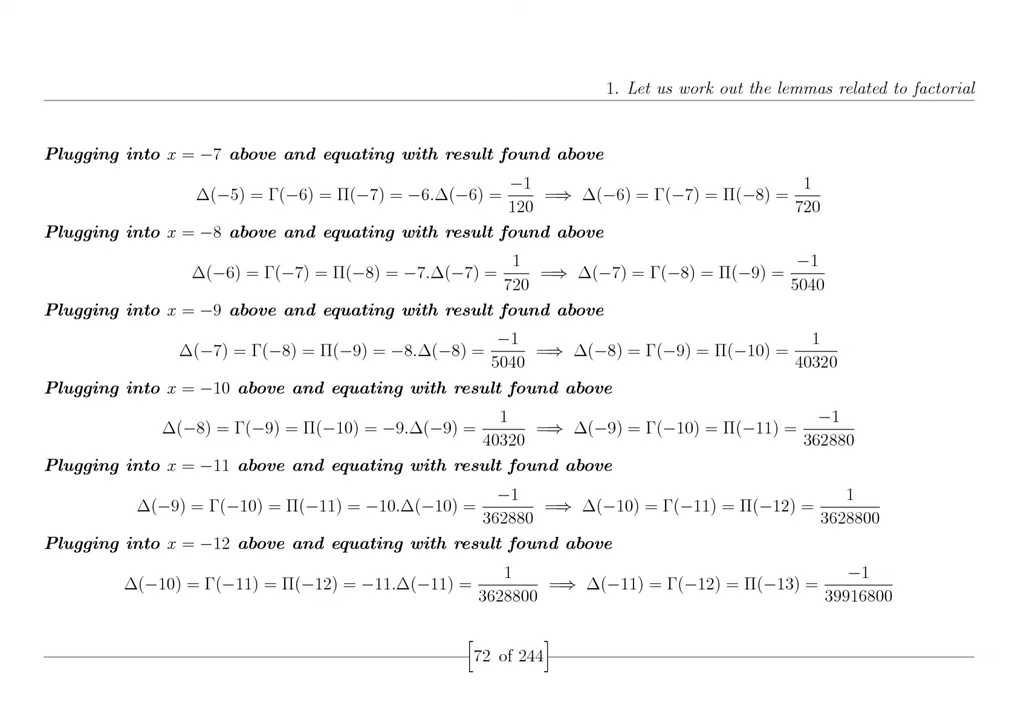 1. Let us work out the lemmas related to factorial
Plugging into x = −7 above and equating with result found above
Δ(−5) = Γ(−6) = Π(−7) = −6.Δ(−6) = −1/120 ⟹ Δ(−6) = Γ(−7) = Π(−8) = 1/720
Plugging into x = −8 above and equating with result found above
Δ(−6) = Γ(−7) = Π(−8) = −7.Δ(−7) = 1/720 ⟹ Δ(−7) = Γ(−8) = Π(−9) = −1/5040
Plugging into x = −9 above and equating with result found above
Δ(−7) = Γ(−8) = Π(−9) = −8.Δ(−8) = −1/5040 ⟹ Δ(−8) = Γ(−9) = Π(−10) = 1/40320
Plugging into x = −10 above and equating with result found above
Δ(−8) = Γ(−9) = Π(−10) = −9.Δ(−9) = 1/40320 ⟹ Δ(−9) = Γ(−10) = Π(−11) = −1/362880
Plugging into x = −11 above and equating with result found above
Δ(−9) = Γ(−10) = Π(−11) = −10.Δ(−10) = −1/362880 ⟹ Δ(−10) = Γ(−11) = Π(−12) = 1/3628800
Plugging into x = −12 above and equating with result found above
Δ(−10) = Γ(−11) = Π(−12) = −11.Δ(−11) = 1/3628800 ⟹ Δ(−11) = Γ(−12) = Π(−13) = −1/39916800
[72 of 244]